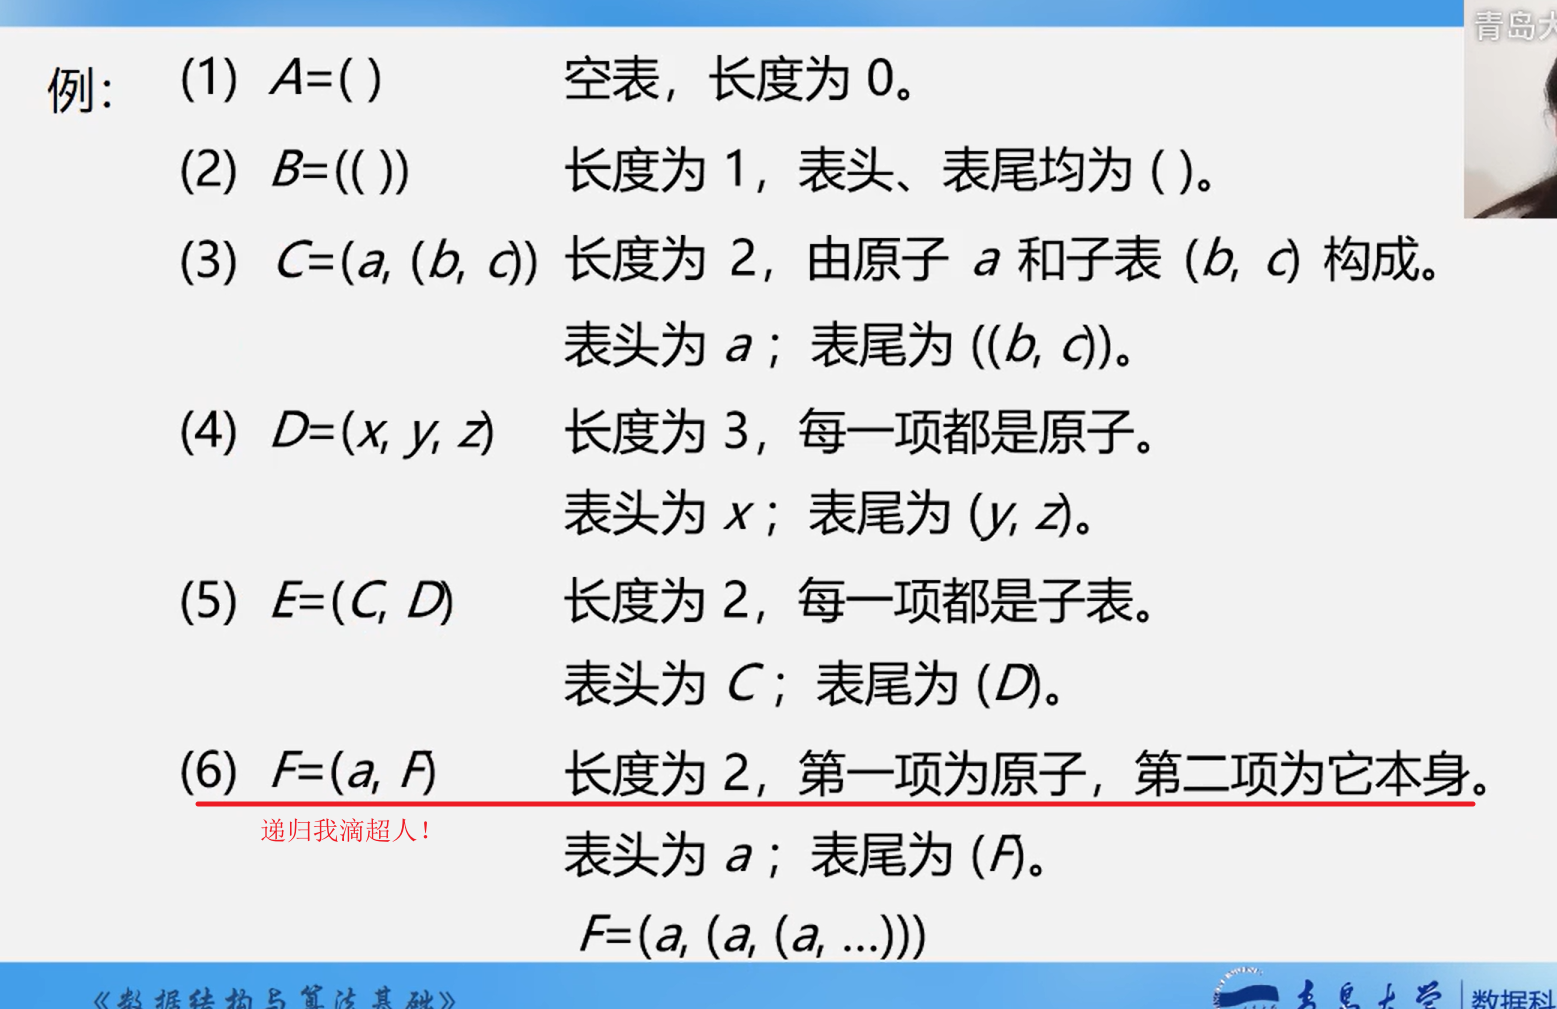 青岛大
例：
(1) A=( ) 空表，长度为 0。
(2) B=(( )) 长度为 1，表头、表尾均为 ( )。
(3) C=(a, (b, c)) 长度为 2，由原子 a 和子表 (b, c) 构成。
表头为 a；表尾为 ((b, c))。
(4) D=(x, y, z) 长度为 3，每一项都是原子。
表头为 x；表尾为 (y, z)。
(5) E=(C, D) 长度为 2，每一项都是子表。
表头为 C；表尾为 (D)。
(6) F=(a, F) 长度为 2，第一项为原子，第二项为它本身。
递归我滴超人！
表头为 a；表尾为 (F)。
F=(a, (a, (a, …)))
《数据结构与算法基础》 青岛大学 数据科